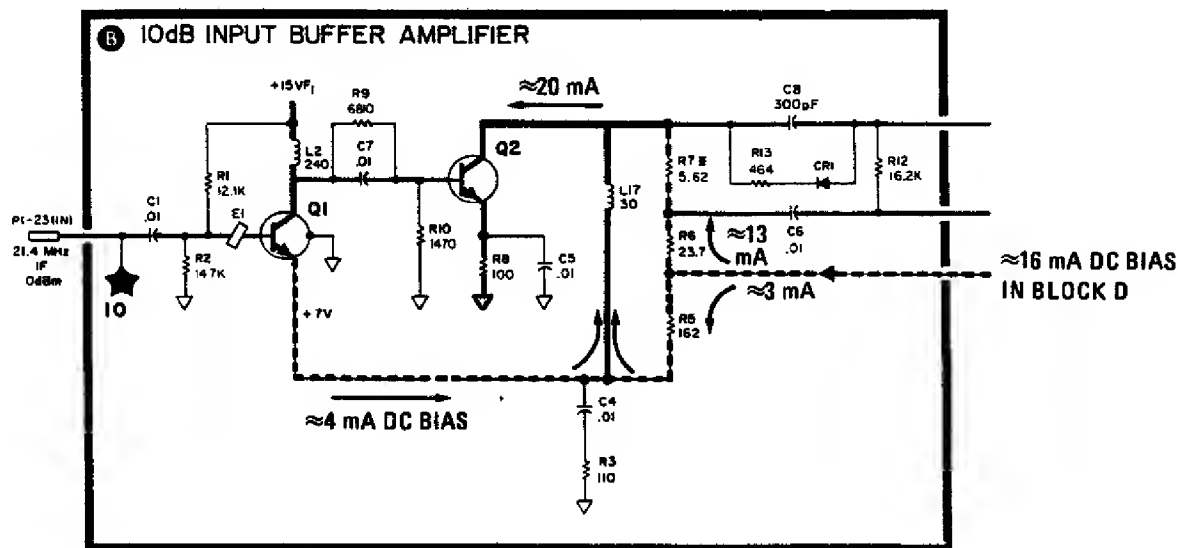 B 10dB INPUT BUFFER AMPLIFIER
+15VF1
R9
6810
≈20 mA
C8
300pF
L2
240
C7
.01
Q2
R1
12.1K
R13
464
CR1
R12
16.2K
R7
5.62
L17
30
P1-23(IN)
21.4 MHz
IF
0dBm
C1
.01
E1
Q1
R10
1470
C6
.01
R2
14.7K
R8
100
C5
.01
R6
23.7
≈13
mA
≈16 mA DC BIAS
IN BLOCK D
10
≈3 mA
+7V
R5
162
≈4 mA DC BIAS
C4
.01
R3
110